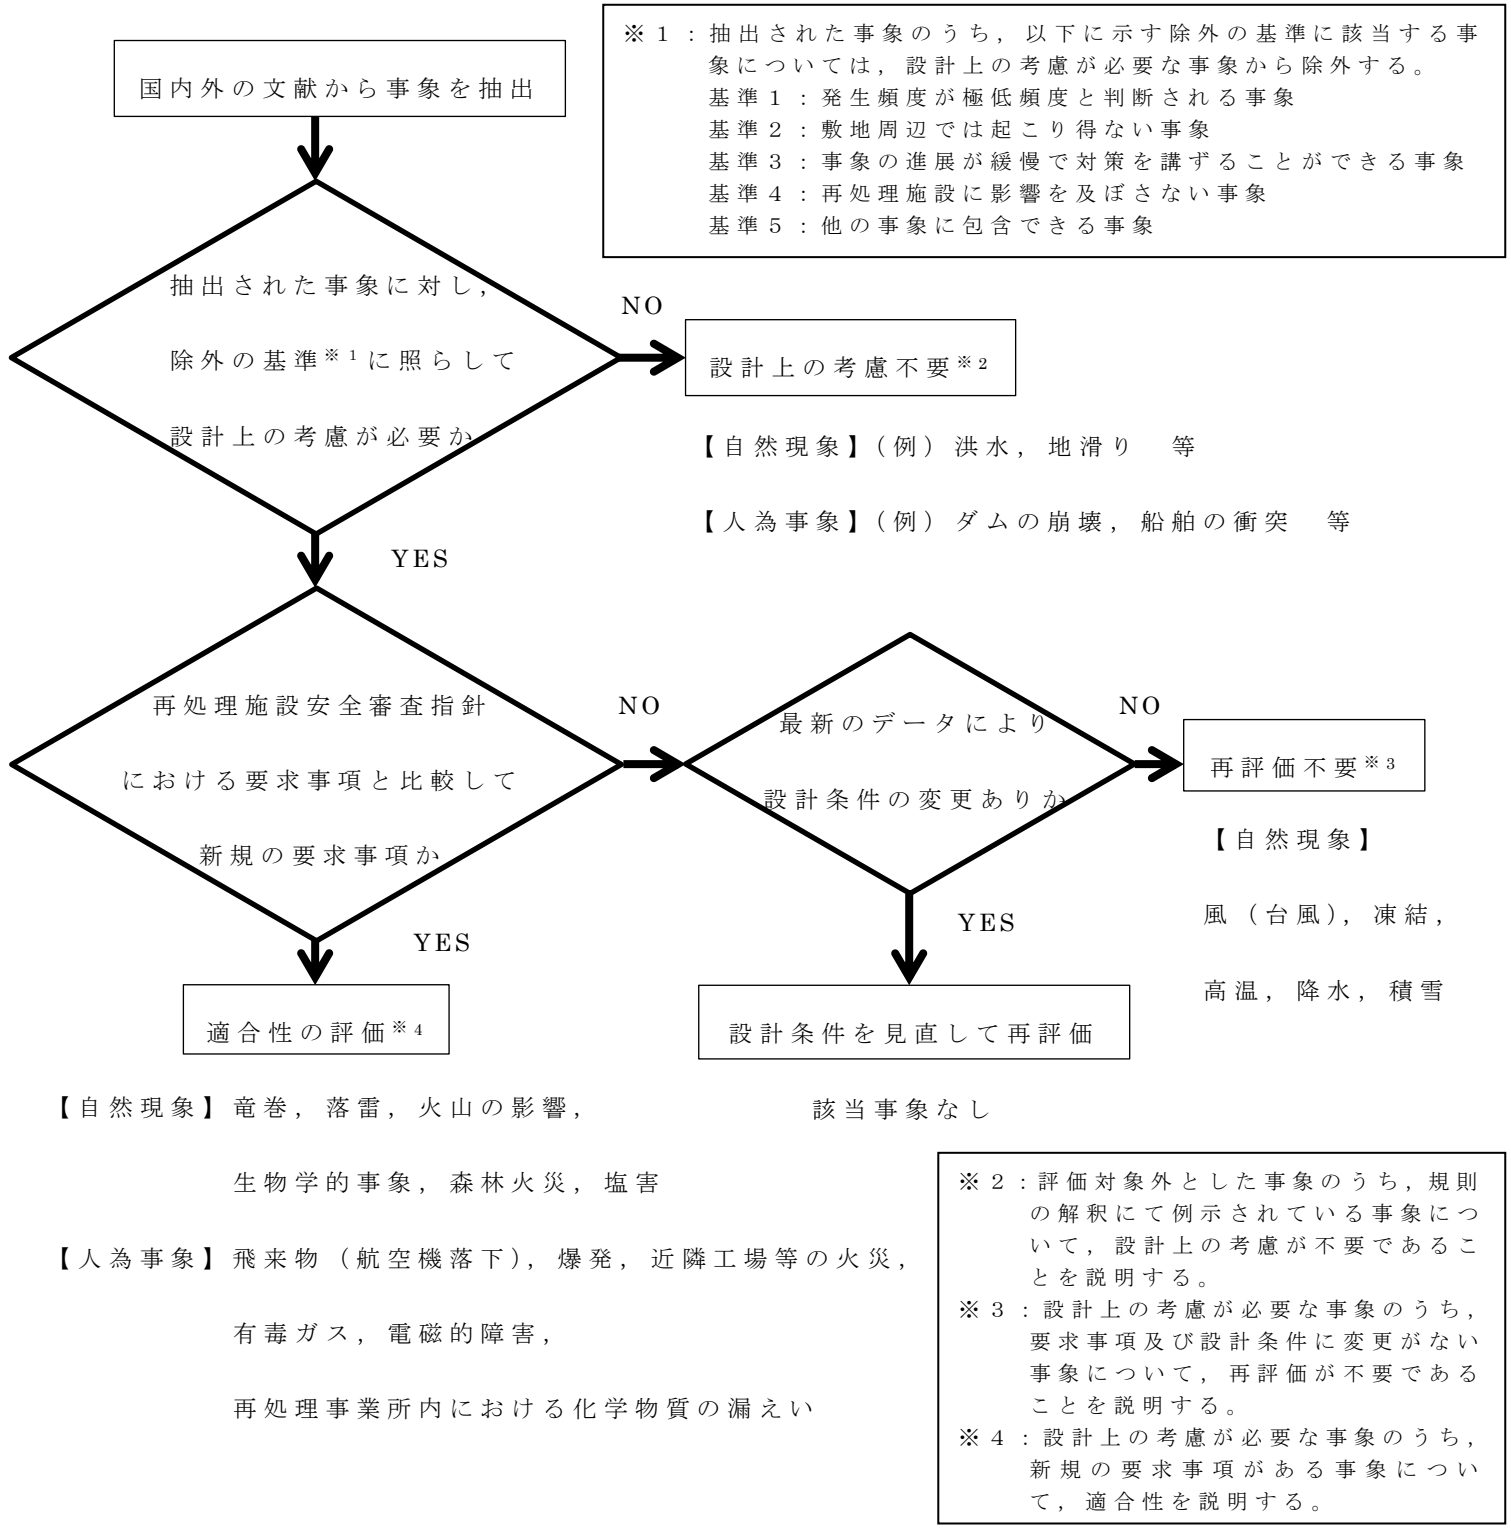 国内外の文献から事象を抽出
※1：抽出された事象のうち，以下に示す除外の基準に該当する事
象については，設計上の考慮が必要な事象から除外する。
基準1：発生頻度が極低頻度と判断される事象
基準2：敷地周辺では起こり得ない事象
基準3：事象の進展が緩慢で対策を講ずることができる事象
基準4：再処理施設に影響を及ぼさない事象
基準5：他の事象に包含できる事象
抽出された事象に対し，
除外の基準※1に照らして
設計上の考慮が必要か
NO
設計上の考慮不要※2
【自然現象】（例）洪水，地滑り　等
【人為事象】（例）ダムの崩壊，船舶の衝突　等
YES
再処理施設安全審査指針
における要求事項と比較して
新規の要求事項か
NO
最新のデータにより
設計条件の変更ありか
NO
再評価不要※3
【自然現象】
風（台風），凍結，
高温，降水，積雪
YES
YES
適合性の評価※4
設計条件を見直して再評価
【自然現象】竜巻，落雷，火山の影響，
生物学的事象，森林火災，塩害
【人為事象】飛来物（航空機落下），爆発，近隣工場等の火災，
有毒ガス，電磁的障害，
再処理事業所内における化学物質の漏えい
該当事象なし
※2：評価対象外とした事象のうち，規則
の解釈にて例示されている事象につ
いて，設計上の考慮が不要であるこ
とを説明する。
※3：設計上の考慮が必要な事象のうち，
要求事項及び設計条件に変更がない
事象について，再評価が不要である
ことを説明する。
※4：設計上の考慮が必要な事象のうち，
新規の要求事項がある事象につい
て，適合性を説明する。